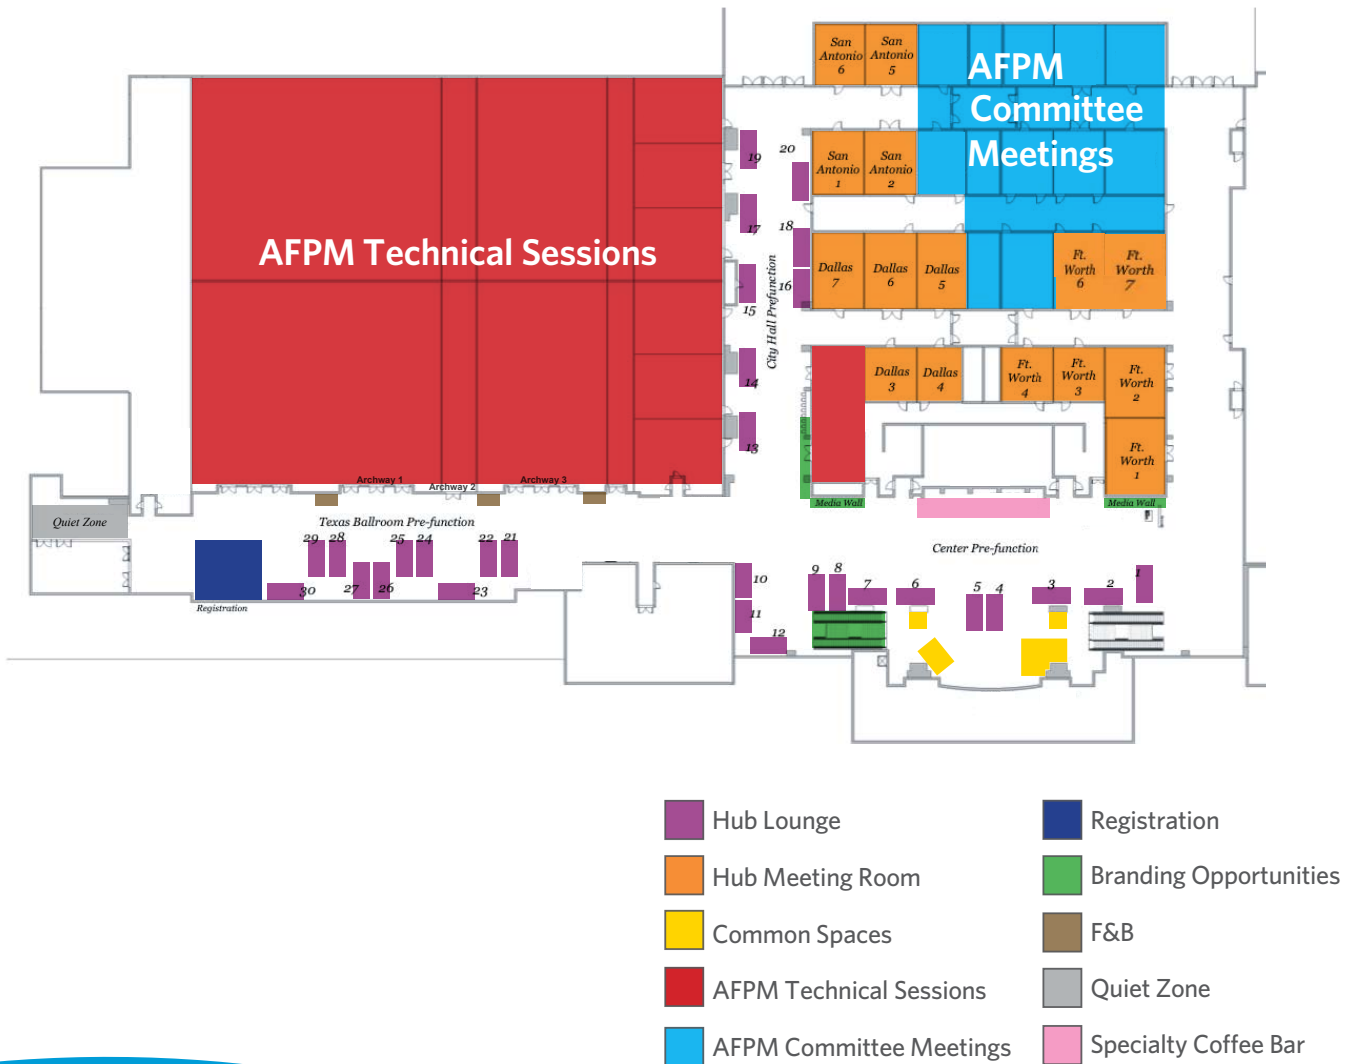 San
Antonio
6
San
Antonio
5
AFPM
Committee
Meetings
19
20
San
Antonio
1
San
Antonio
2
17
18
AFPM Technical Sessions
City Hall Prefunction
16
15
Dallas
7
Dallas
6
Dallas
5
Ft.
Worth
6
Ft.
Worth
7
14
13
Dallas
3
Dallas
4
Ft.
Worth
4
Ft.
Worth
3
Ft.
Worth
2
Ft.
Worth
1
Archway 1
Archway 2
Archway 3
Media Wall
Media Wall
Quiet Zone
Texas Ballroom Pre-function
Center Pre-function
29
28
25
24
22
21
30
27
26
23
Registration
10
11
12
9
8
7
6
5
4
3
2
1
Hub Lounge
Registration
Hub Meeting Room
Branding Opportunities
Common Spaces
F&B
AFPM Technical Sessions
Quiet Zone
AFPM Committee Meetings
Specialty Coffee Bar